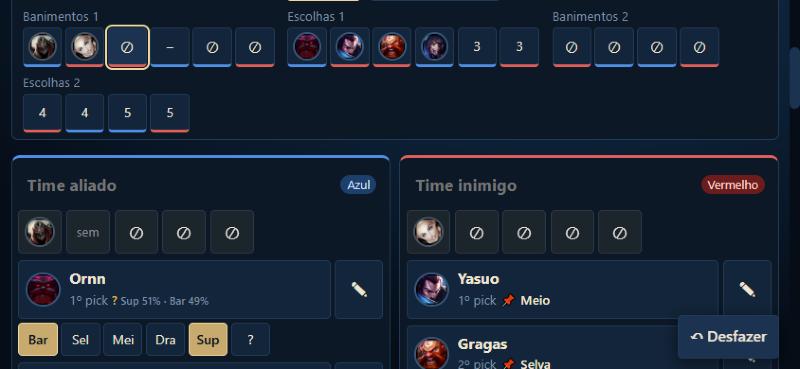 Banimentos 1
Escolhas 1
Banimentos 2
–
3 3
Escolhas 2
4 4 5 5
Time aliado Azul
Time inimigo Vermelho
sem
Ornn
1º pick ? Sup 51% · Bar 49%
Bar Sel Mei Dra Sup ?
Yasuo
1º pick 📌 Meio
Gragas
2º pick 📌 Selva
↶ Desfazer